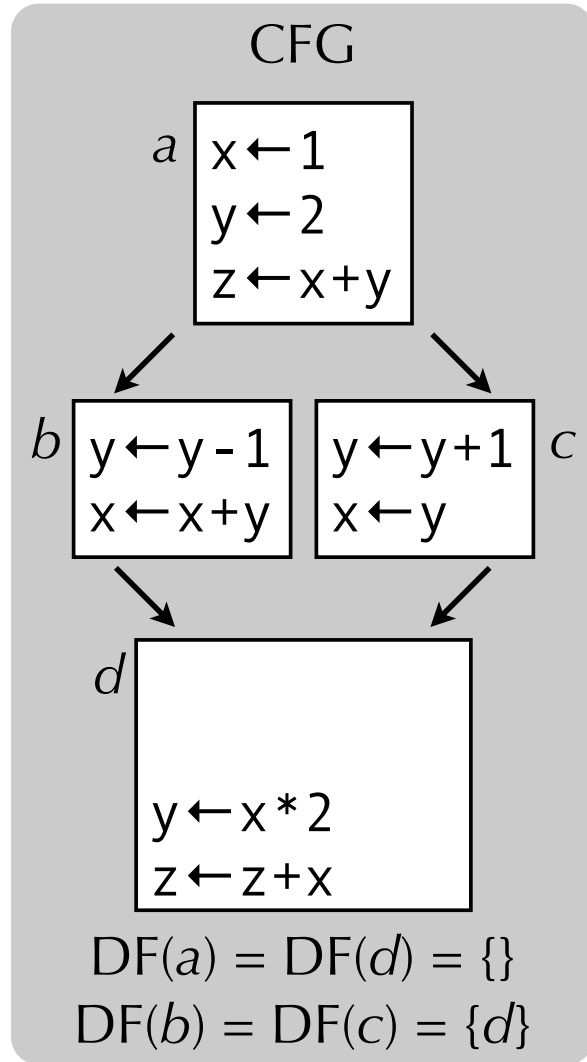 CFG
a
x ← 1
y ← 2
z ← x+y
b
y ← y-1
x ← x+y
c
y ← y+1
x ← y
d
y ← x*2
z ← z+x
DF(a) = DF(d) = {}
DF(b) = DF(c) = {d}